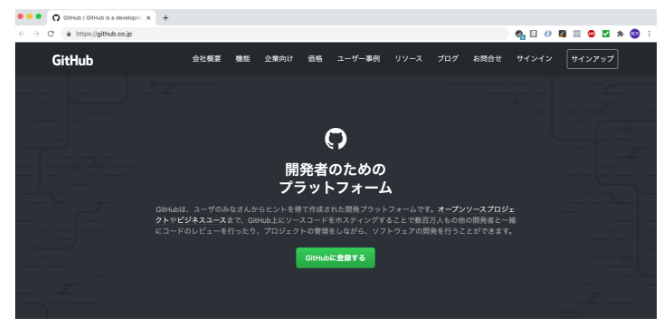 GitHub | GitHub is a developm
https://github.co.jp
GitHub 会社概要 機能 企業向け 価格 ユーザー事例 リソース ブログ お問合せ サインイン サインアップ
開発者のための
プラットフォーム
GitHubは、ユーザのみなさんからヒントを得て作成された開発プラットフォームです。オープンソースプロジェ
クトやビジネスユースまで、GitHub上にソースコードをホスティングすることで数百万人もの他の開発者と一緒
にコードのレビューを行ったり、プロジェクトの管理をしながら、ソフトウェアの開発を行うことができます。
GitHubに登録する